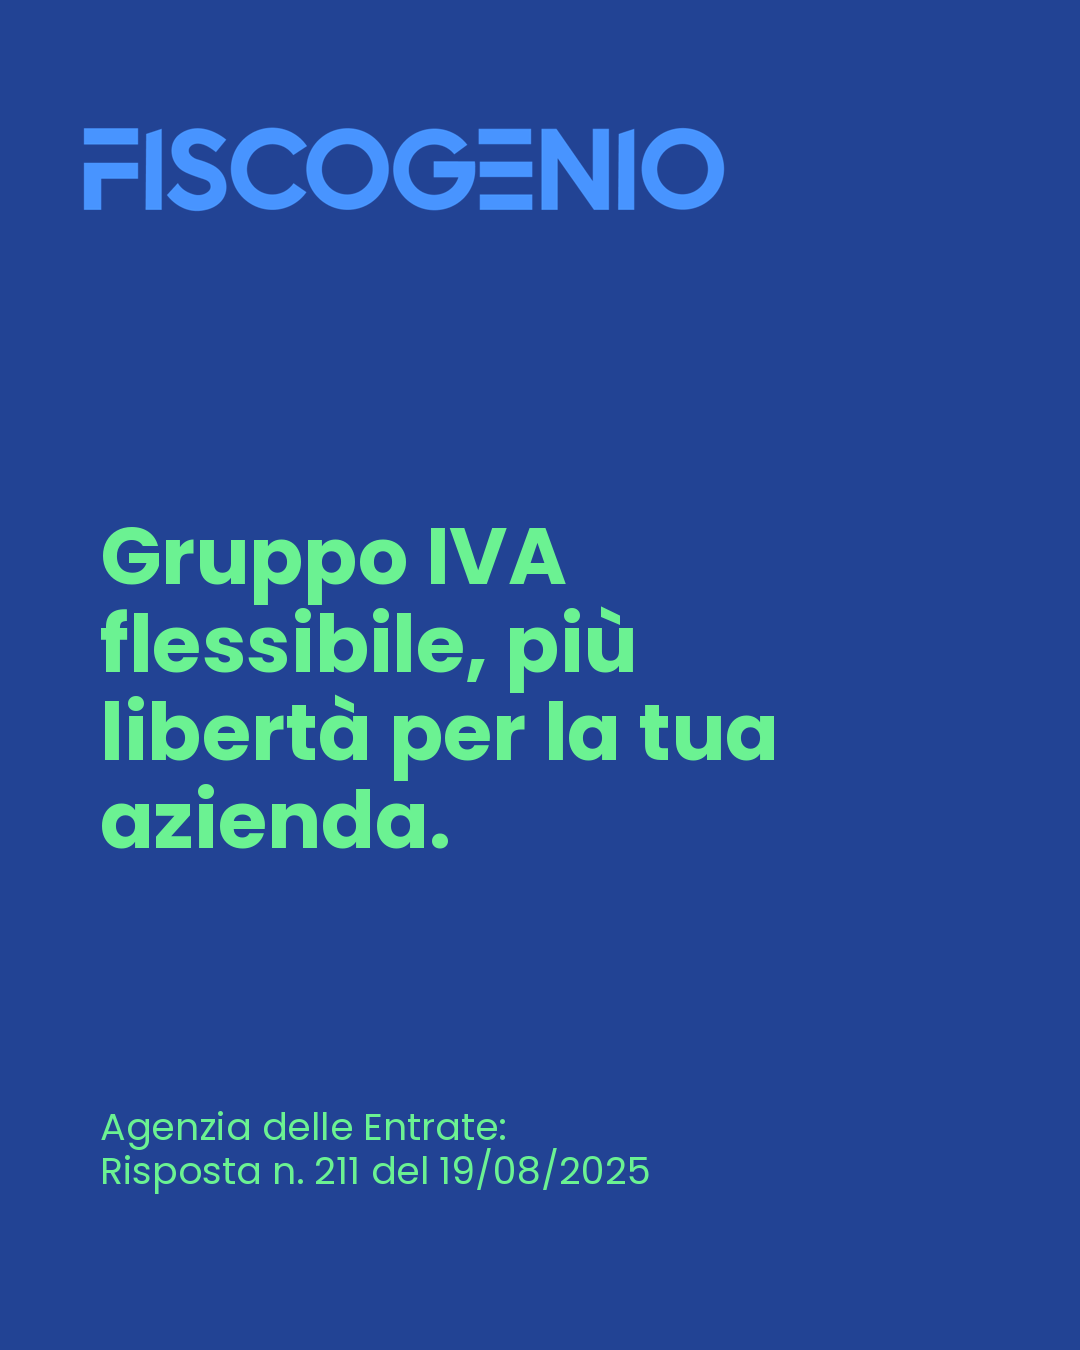 FISCOGENIO
Gruppo IVA
flessibile, più
libertà per la tua
azienda.
Agenzia delle Entrate:
Risposta n. 211 del 19/08/2025